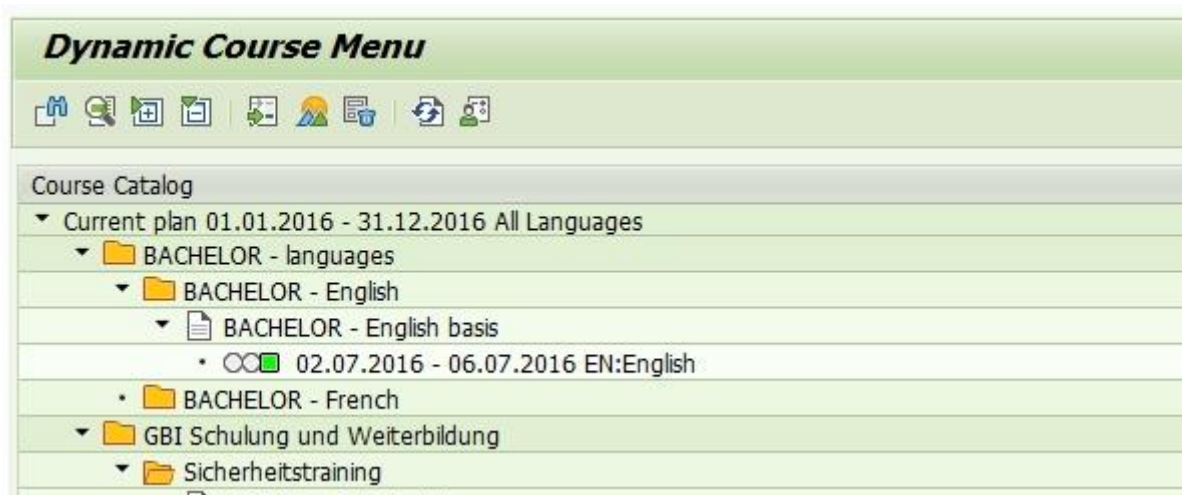 Dynamic Course Menu
Course Catalog
Current plan 01.01.2016 - 31.12.2016 All Languages
BACHELOR - languages
BACHELOR - English
BACHELOR - English basis
02.07.2016 - 06.07.2016 EN:English
BACHELOR - French
GBI Schulung und Weiterbildung
Sicherheitstraining